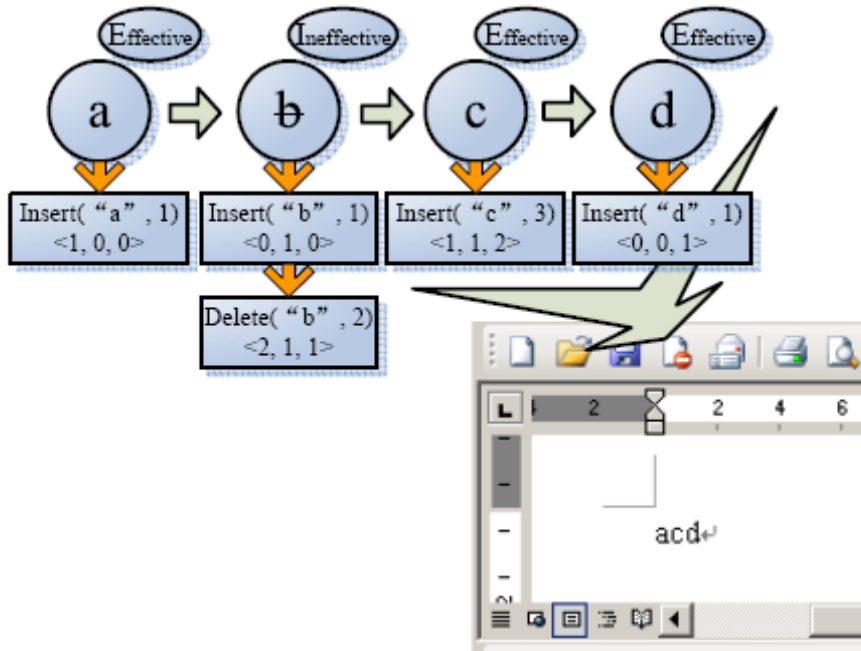 Effective
Ineffective
Effective
Effective
a
b
c
d
Insert( “a” , 1)
<1, 0, 0>
Insert( “b” , 1)
<0, 1, 0>
Insert( “c” , 3)
<1, 1, 2>
Insert( “d” , 1)
<0, 0, 1>
Delete( “b” , 2)
<2, 1, 1>
2 2 4 6
acd↵